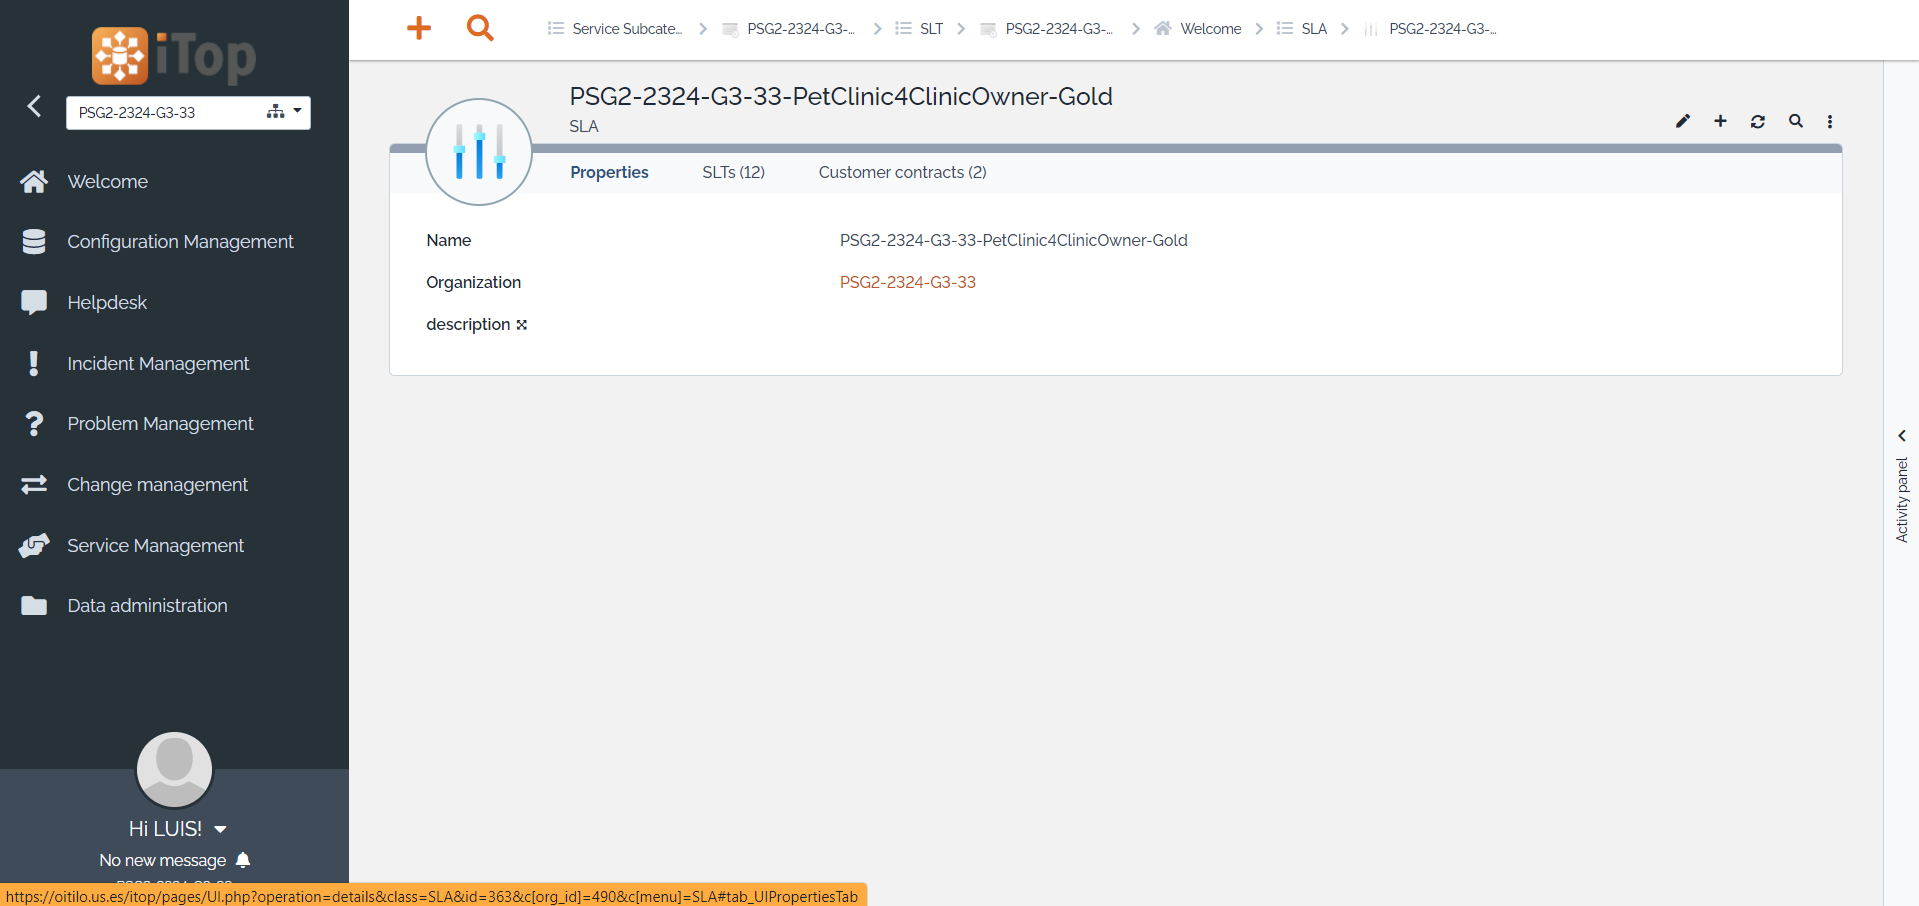 iTop
PSG2-2324-G3-33
Welcome
Configuration Management
Helpdesk
Incident Management
Problem Management
Change management
Service Management
Data administration
Hi LUIS!
No new message
Service Subcate...
PSG2-2324-G3-...
SLT
PSG2-2324-G3-...
Welcome
SLA
PSG2-2324-G3-...
PSG2-2324-G3-33-PetClinic4ClinicOwner-Gold
SLA
Properties
SLTs (12)
Customer contracts (2)
Name
PSG2-2324-G3-33-PetClinic4ClinicOwner-Gold
Organization
PSG2-2324-G3-33
description
Activity panel
https://oitilo.us.es/itop/pages/UI.php?operation=details&class=SLA&id=363&c[org_id]=490&c[menu]=SLA#tab_UIPropertiesTab